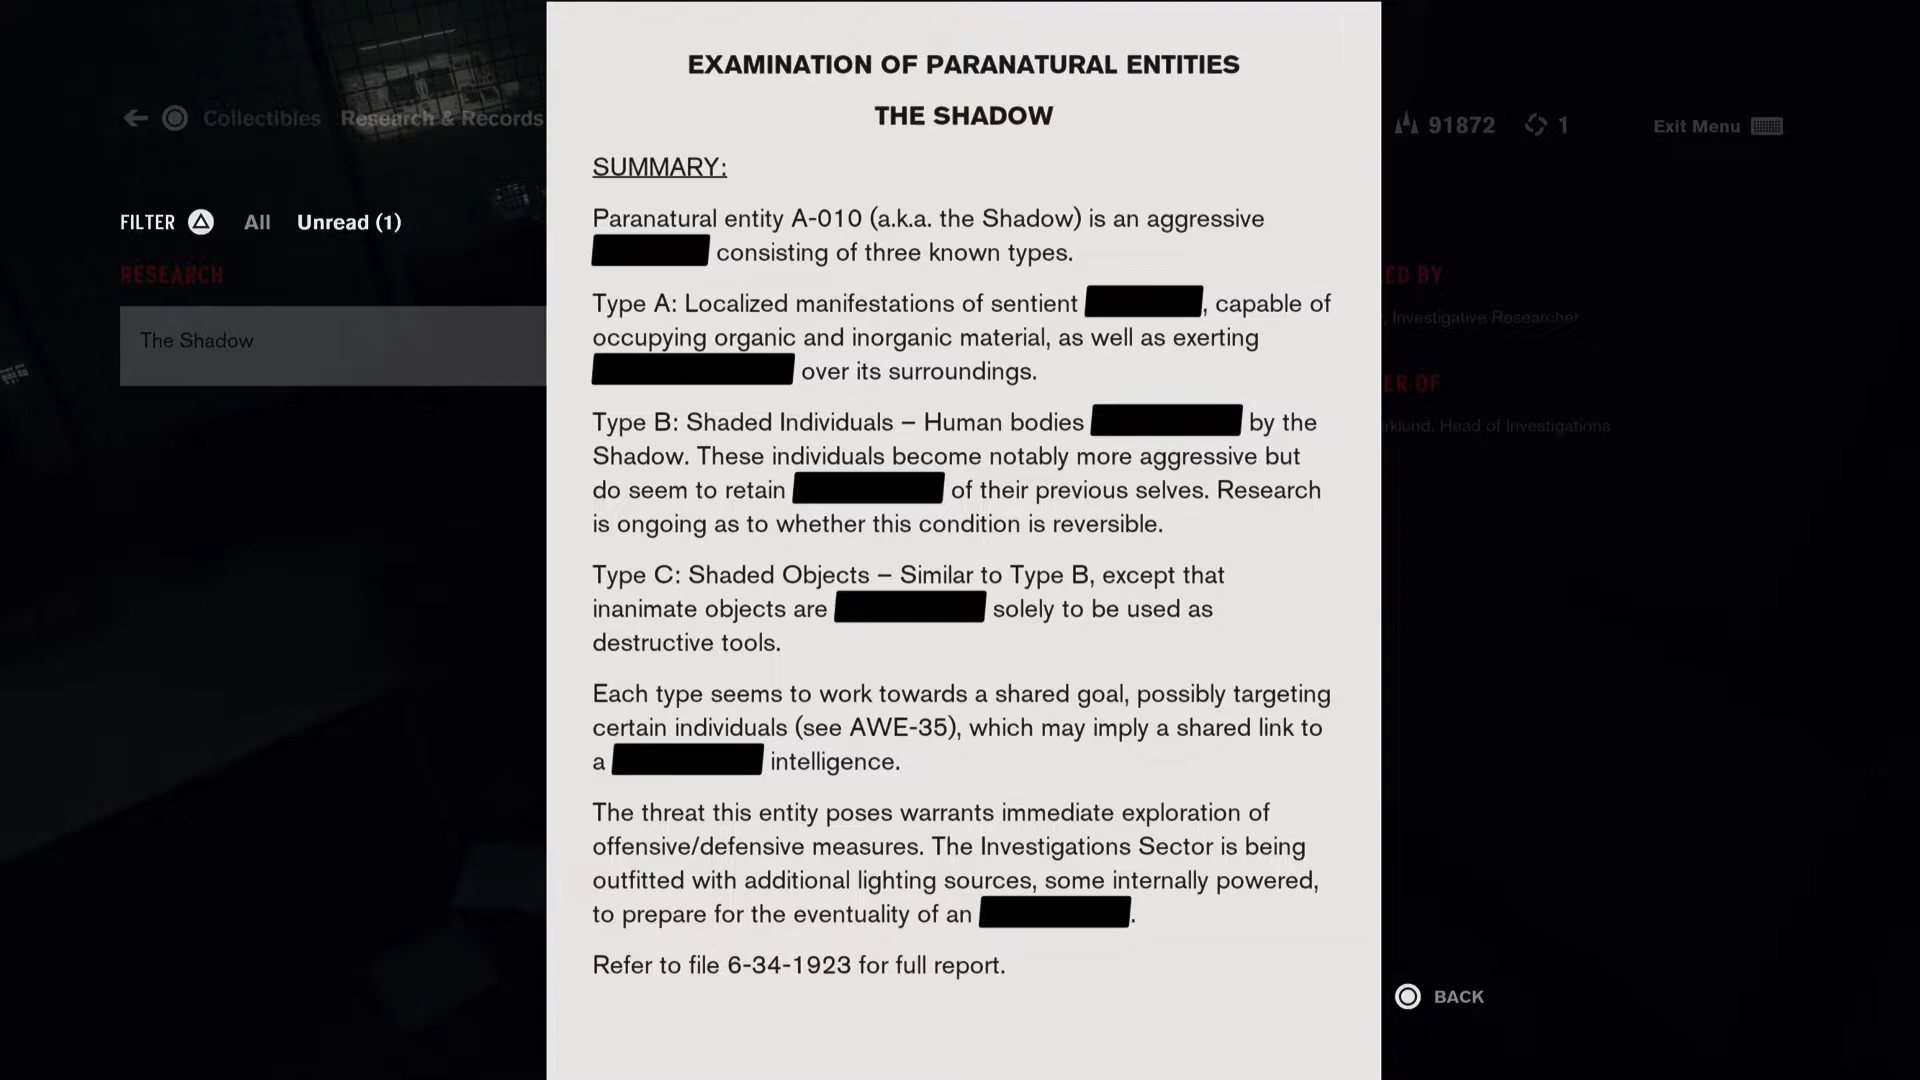 EXAMINATION OF PARANATURAL ENTITIES
THE SHADOW
Collectibles Research & Records
91872 1 Exit Menu
FILTER All Unread (1)
RESEARCH
The Shadow
SUMMARY:
Paranatural entity A-010 (a.k.a. the Shadow) is an aggressive
consisting of three known types.
Type A: Localized manifestations of sentient , capable of
occupying organic and inorganic material, as well as exerting
over its surroundings.
Type B: Shaded Individuals – Human bodies by the
Shadow. These individuals become notably more aggressive but
do seem to retain of their previous selves. Research
is ongoing as to whether this condition is reversible.
Type C: Shaded Objects – Similar to Type B, except that
inanimate objects are solely to be used as
destructive tools.
Each type seems to work towards a shared goal, possibly targeting
certain individuals (see AWE-35), which may imply a shared link to
a intelligence.
The threat this entity poses warrants immediate exploration of
offensive/defensive measures. The Investigations Sector is being
outfitted with additional lighting sources, some internally powered,
to prepare for the eventuality of an .
Refer to file 6-34-1923 for full report.
BY
, Investigative Researcher
OF
, Head of Investigations
BACK